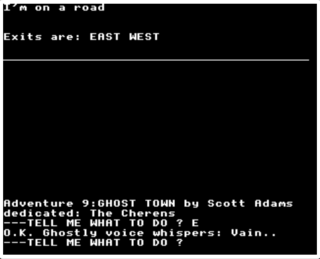 I'm on a road
Exits are: EAST WEST
Adventure 9:GHOST TOWN by Scott Adams
dedicated: The Cherens
---TELL ME WHAT TO DO ? E
O.K. Ghostly voice whispers: Vain..
---TELL ME WHAT TO DO ?